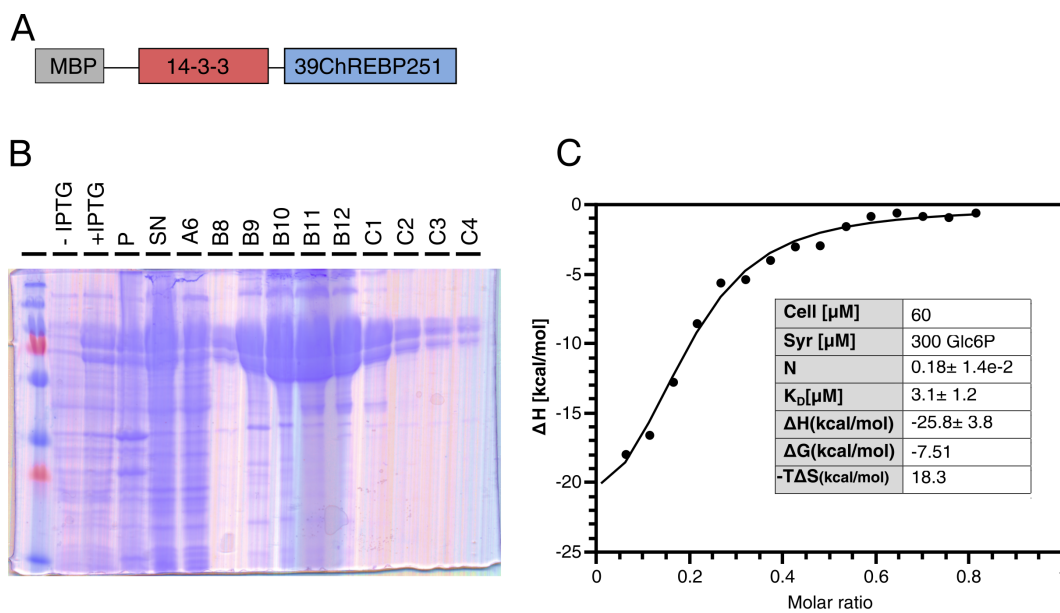 A
MBP
14-3-3
39ChREBP251
B
- IPTG
+IPTG
P
SN
A6
B8
B9
B10
B11
B12
C1
C2
C3
C4
C
0
-5
-10
-15
-20
-25
ΔH [kcal/mol]
0
0.2
0.4
0.6
0.8
Molar ratio
Cell [µM] 60
Syr [µM] 300 Glc6P
N 0.18± 1.4e-2
KD[µM] 3.1± 1.2
ΔH(kcal/mol) -25.8± 3.8
ΔG(kcal/mol) -7.51
-TΔS(kcal/mol) 18.3